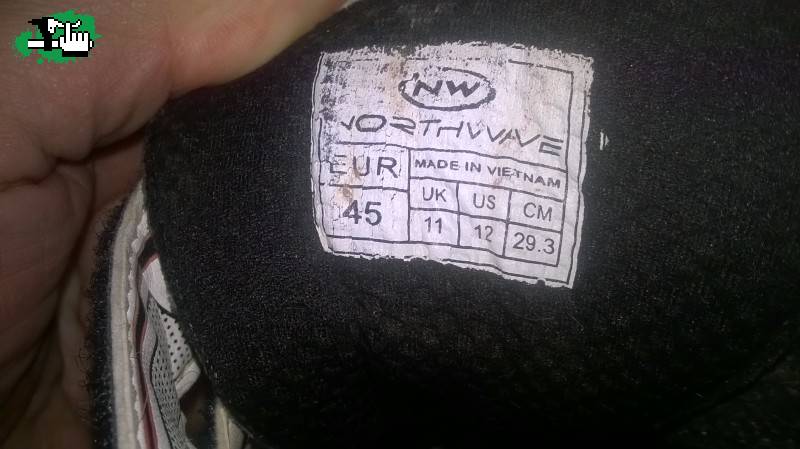 NW
NORTHWAVE
EUR
45
MADE IN VIETNAM
UK US CM
11 12 29.3